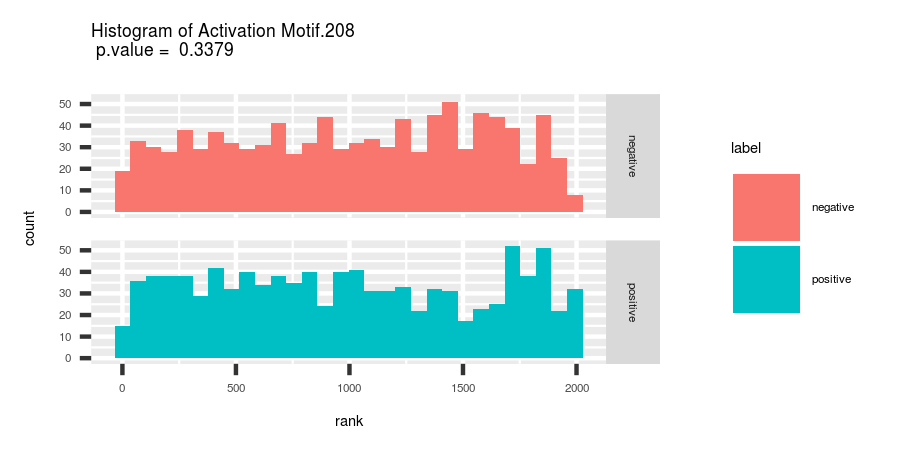 Histogram of Activation Motif.208
p.value = 0.3379
count
50
40
30
20
10
0
negative
50
40
30
20
10
0
positive
0 500 1000 1500 2000
rank
label
negative
positive